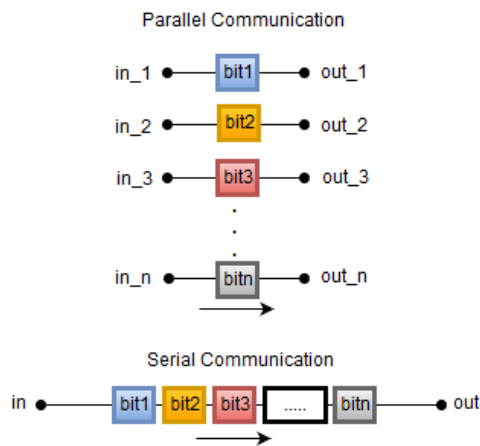 Parallel Communication
in_1 bit1 out_1
in_2 bit2 out_2
in_3 bit3 out_3
.
.
.
in_n bitn out_n
Serial Communication
in bit1 bit2 bit3 ..... bitn out